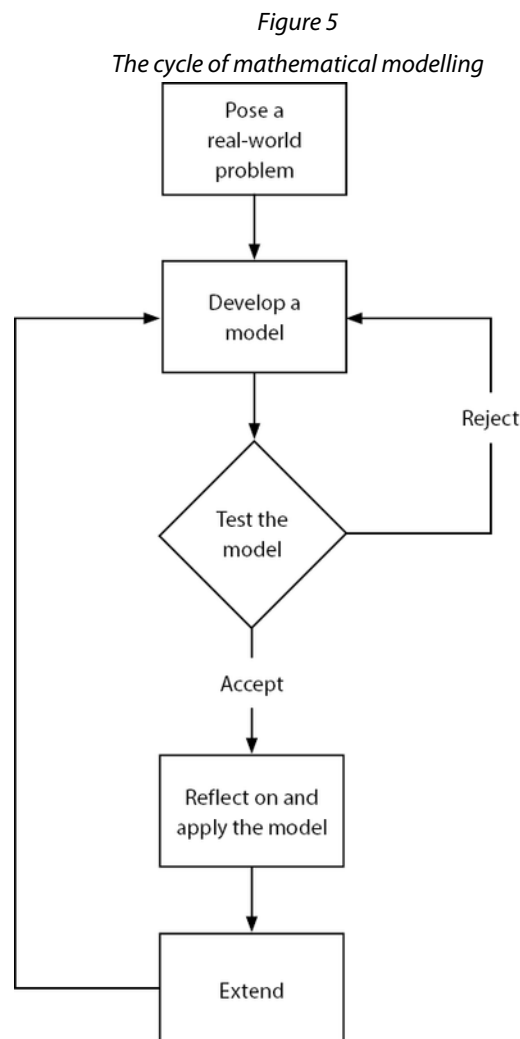 Figure 5
The cycle of mathematical modelling
Pose a
real-world
problem
Develop a
model
Reject
Test the
model
Accept
Reflect on and
apply the model
Extend